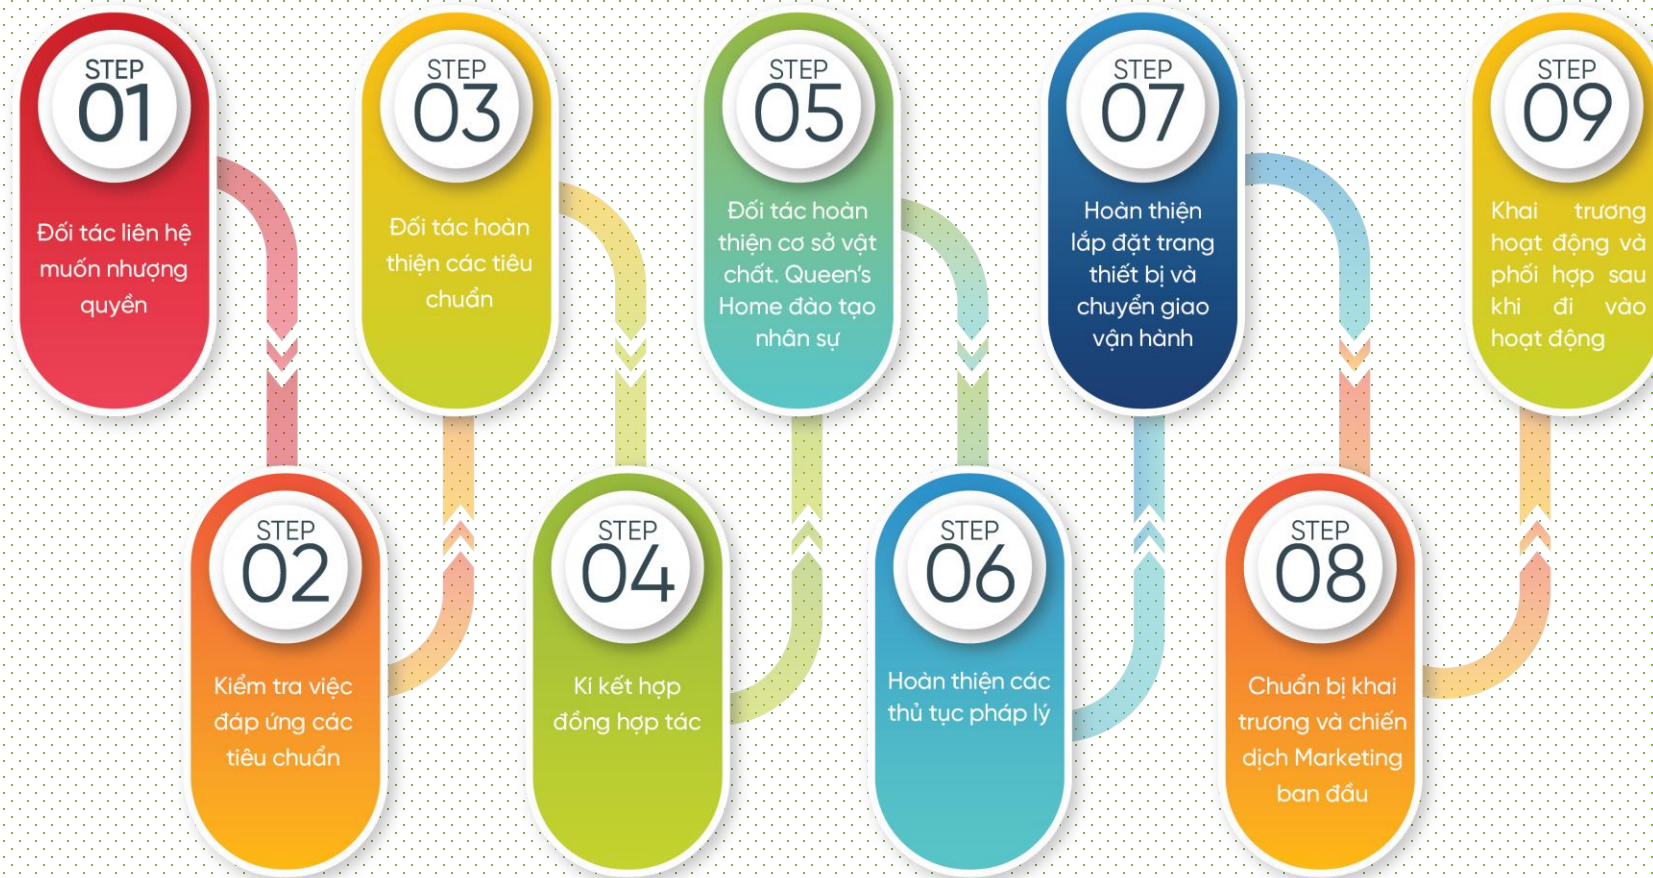 STEP
01
Đối tác liên hệ
muốn nhượng
quyền
STEP
02
Kiểm tra việc
đáp ứng các
tiêu chuẩn
STEP
03
Đối tác hoàn
thiện các tiêu
chuẩn
STEP
04
Kí kết hợp
đồng hợp tác
STEP
05
Đối tác hoàn
thiện cơ sở vật
chất. Queen's
Home đào tạo
nhân sự
STEP
06
Hoàn thiện các
thủ tục pháp lý
STEP
07
Hoàn thiện
lắp đặt trang
thiết bị và
chuyển giao
vận hành
STEP
08
Chuẩn bị khai
trương và chiến
dịch Marketing
ban đầu
STEP
09
Khai trương
hoạt động và
phối hợp sau
khi đi vào
hoạt động